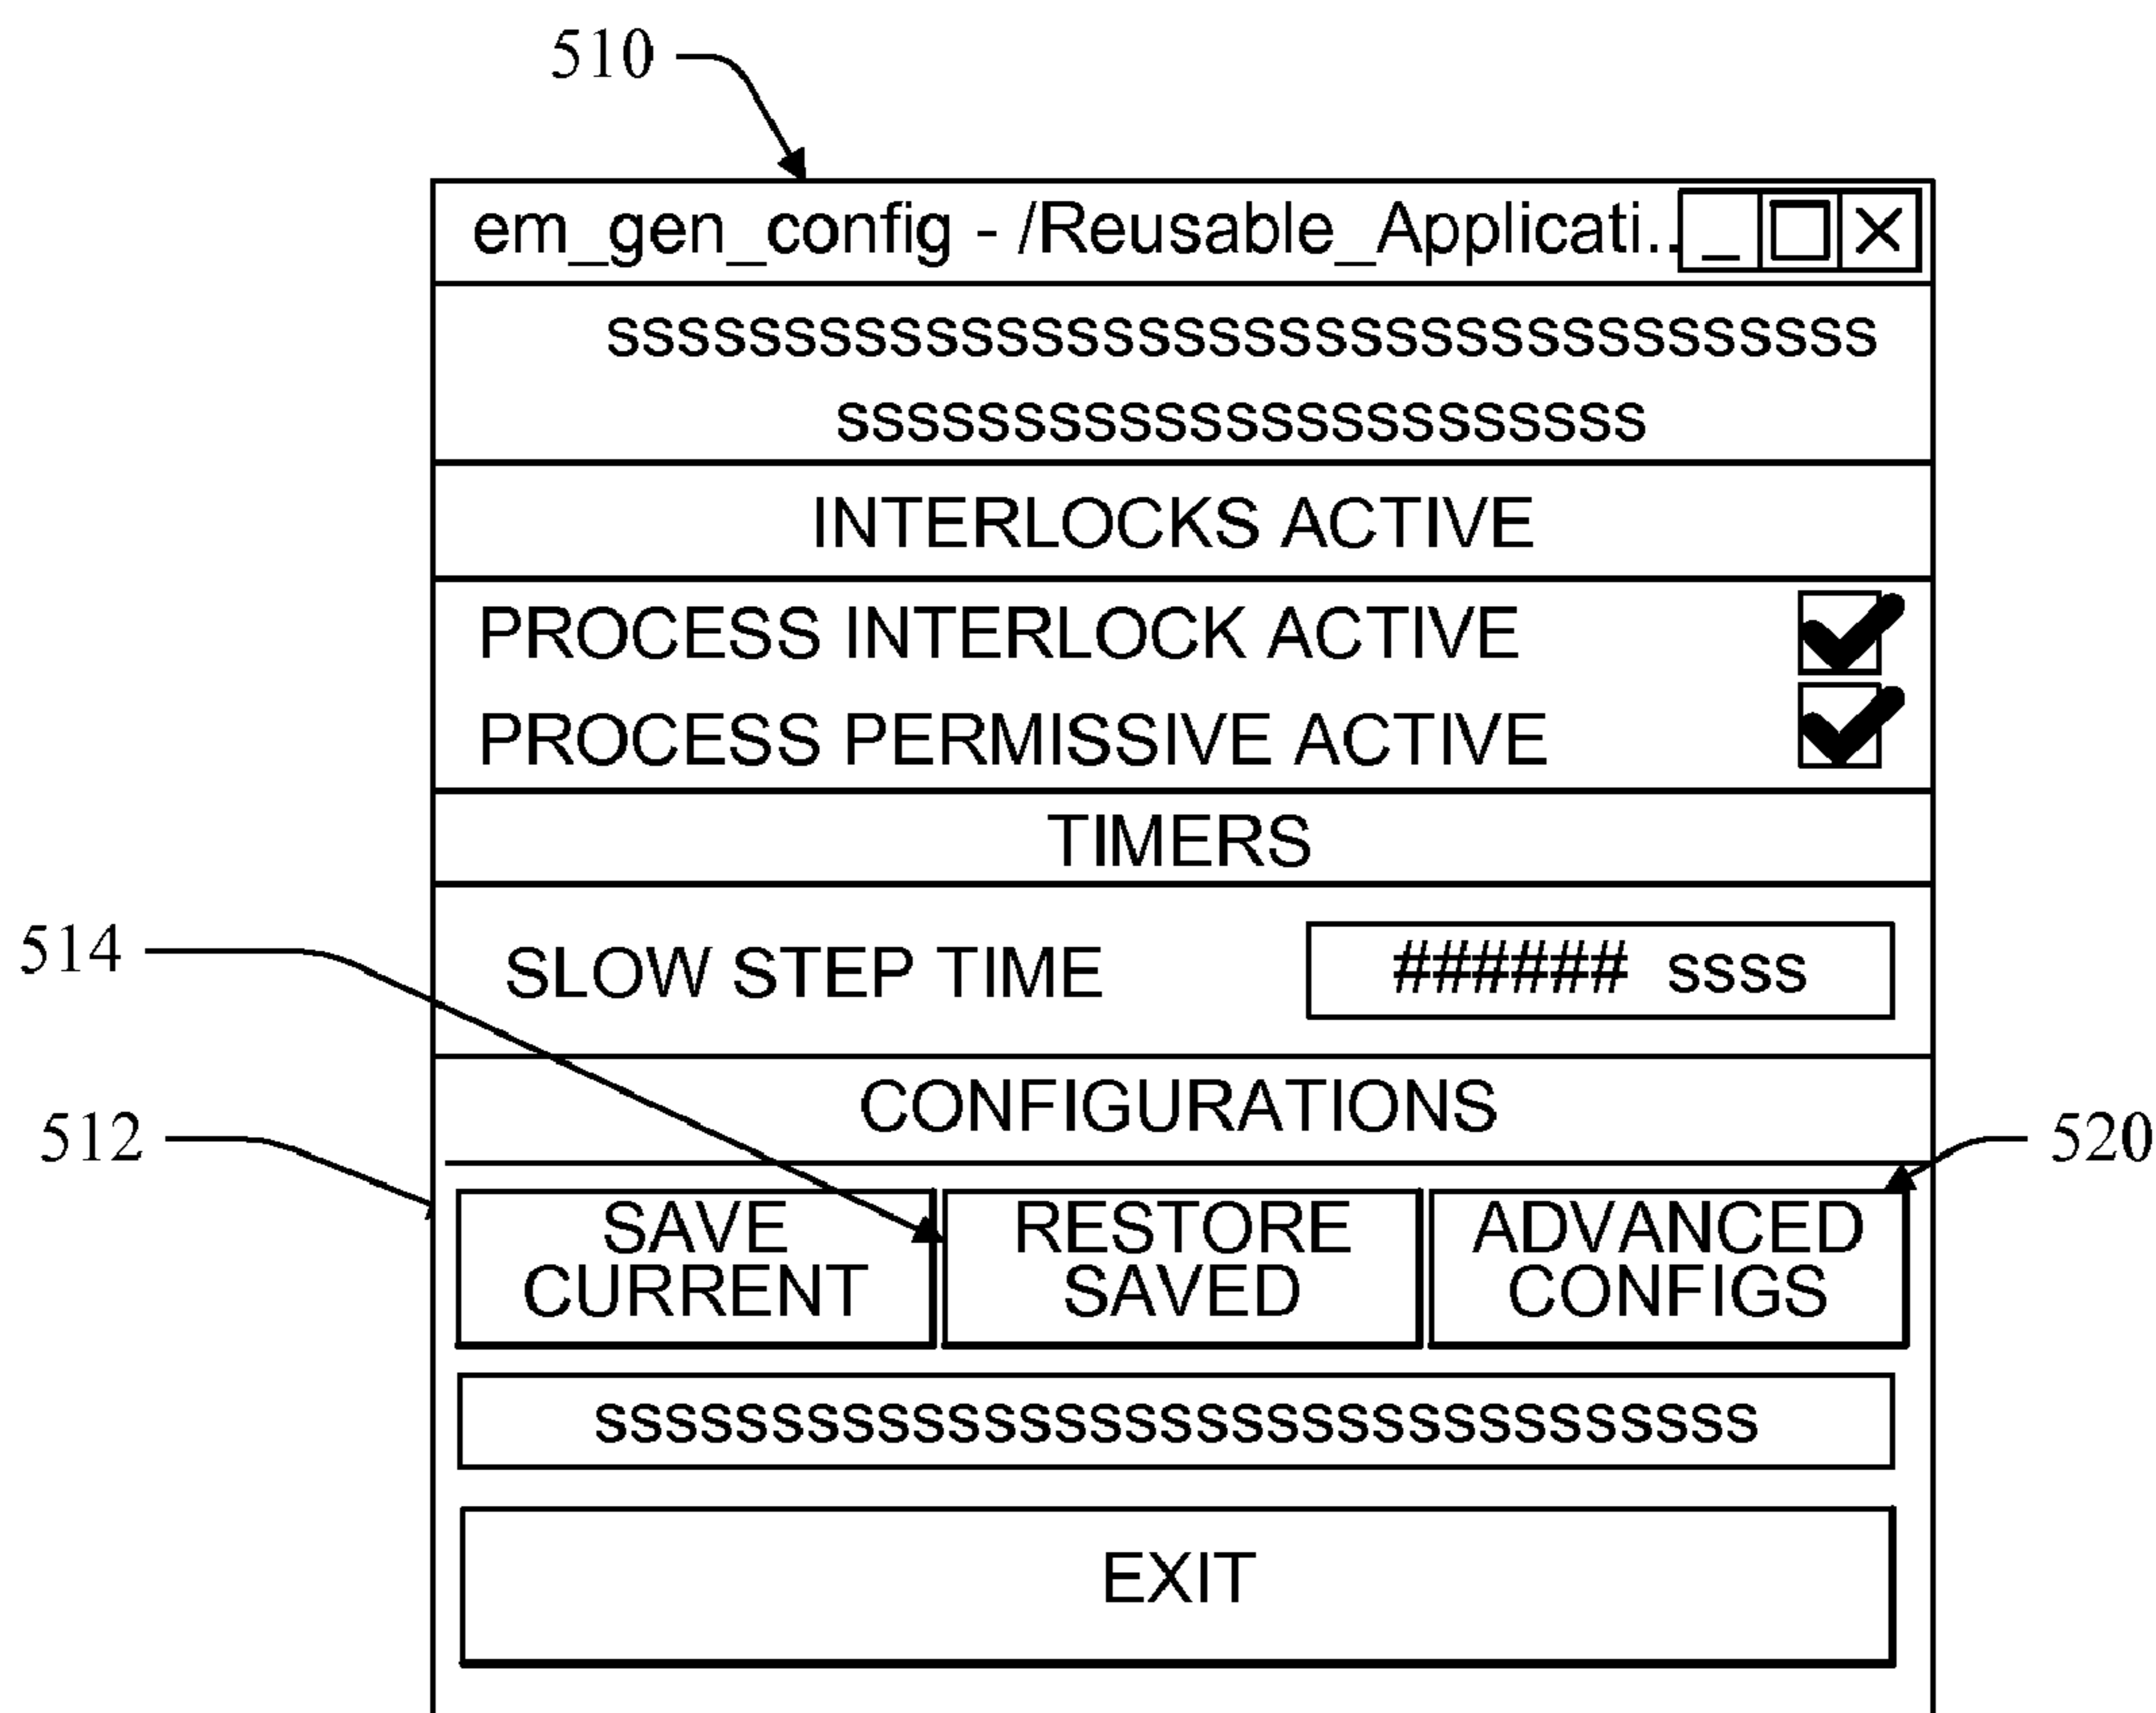 510
em_gen_config - /Reusable_Applicati..
ssssssssssssssssssssssssssssssssssss
sssssssssssssssssssssss
INTERLOCKS ACTIVE
PROCESS INTERLOCK ACTIVE
PROCESS PERMISSIVE ACTIVE
TIMERS
514
SLOW STEP TIME ###### ssss
CONFIGURATIONS
512
520
SAVE
CURRENT
RESTORE
SAVED
ADVANCED
CONFIGS
sssssssssssssssssssssssssssssssss
EXIT